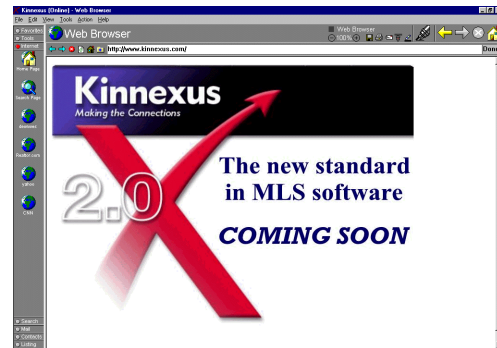 Kinnexus (Online) - Web Browser
File Edit View Tools Action Help
Favorites
Tools
Internet
Web Browser
Web Browser
100%
http://www.kinnexus.com/
Done
Home Page
Search Page
Realtor.com
yahoo
CNN
Kinnexus
Making the Connections
2.0
The new standard
in MLS software
COMING SOON
Search
Mail
Contacts
Listing